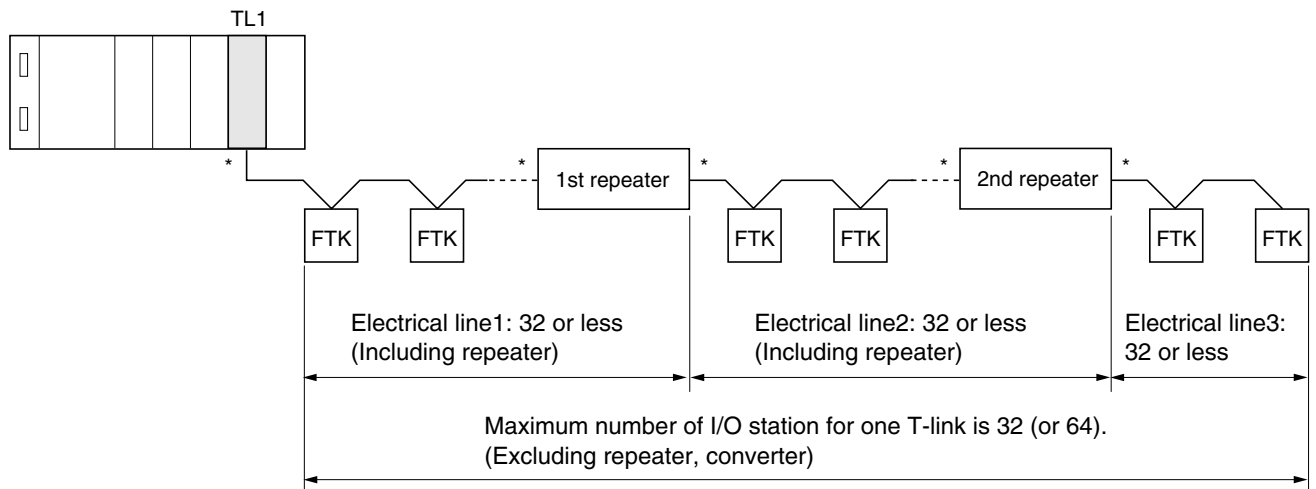 TL1
*
*
1st repeater
*
*
2nd repeater
*
FTK
FTK
FTK
FTK
FTK
FTK
Electrical line1: 32 or less
(Including repeater)
Electrical line2: 32 or less
(Including repeater)
Electrical line3:
32 or less
Maximum number of I/O station for one T-link is 32 (or 64).
(Excluding repeater, converter)